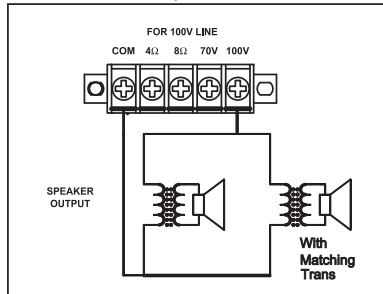 FOR 100V LINE
COM 4Ω 8Ω 70V 100V
SPEAKER
OUTPUT
With
Matching
Trans